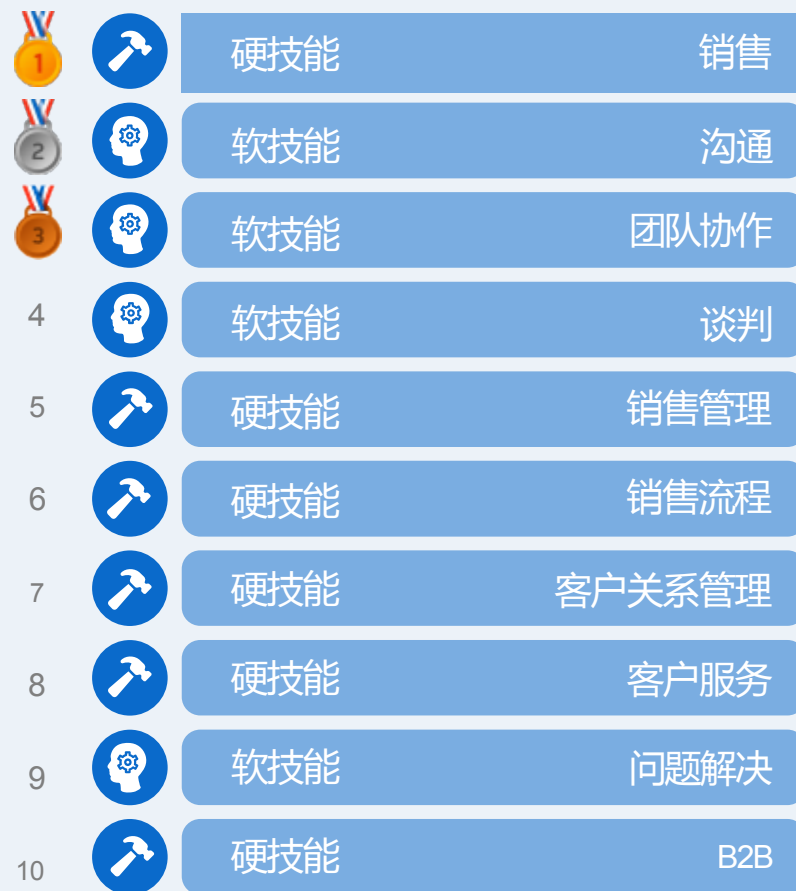 1 硬技能 销售
2 软技能 沟通
3 软技能 团队协作
4 软技能 谈判
5 硬技能 销售管理
6 硬技能 销售流程
7 硬技能 客户关系管理
8 硬技能 客户服务
9 软技能 问题解决
10 硬技能 B2B